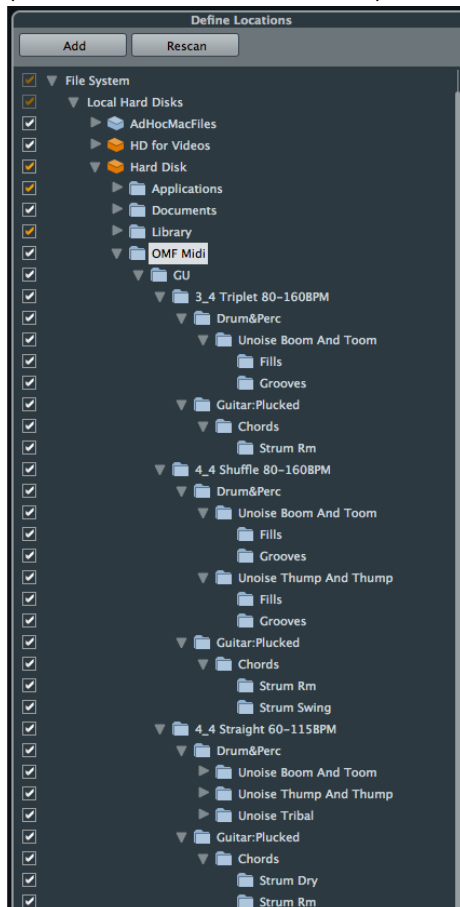 Define Locations
Add Rescan
File System
Local Hard Disks
AdHocMacFiles
HD for Videos
Hard Disk
Applications
Documents
Library
OMF Midi
GU
3_4 Triplet 80-160BPM
Drum&Perc
Unoise Boom And Toom
Fills
Grooves
Guitar:Plucked
Chords
Strum Rm
4_4 Shuffle 80-160BPM
Drum&Perc
Unoise Boom And Toom
Fills
Grooves
Unoise Thump And Thump
Fills
Grooves
Guitar:Plucked
Chords
Strum Rm
Strum Swing
4_4 Straight 60-115BPM
Drum&Perc
Unoise Boom And Toom
Unoise Thump And Thump
Unoise Tribal
Guitar:Plucked
Chords
Strum Dry
Strum Rm